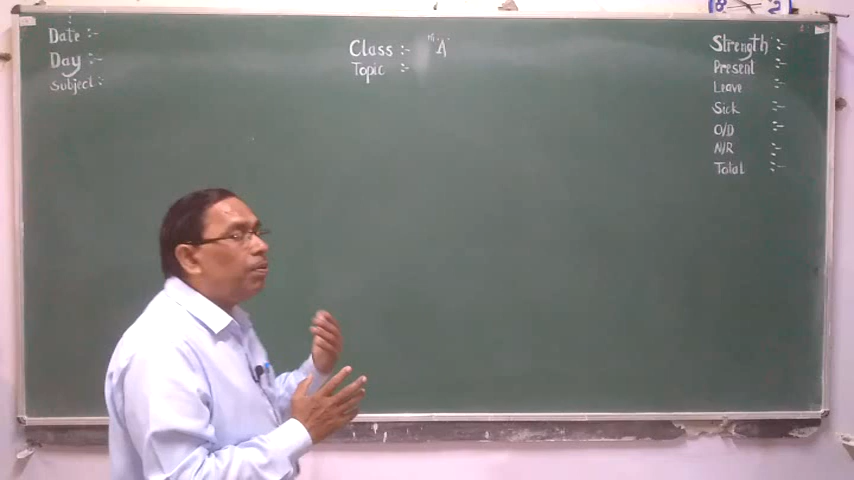 Date :-
Day :-
Subject :-
Class :- "A"
Topic :-
Strength :-
Present :-
Leave :-
Sick :-
O/D :-
N/R :-
Total :-